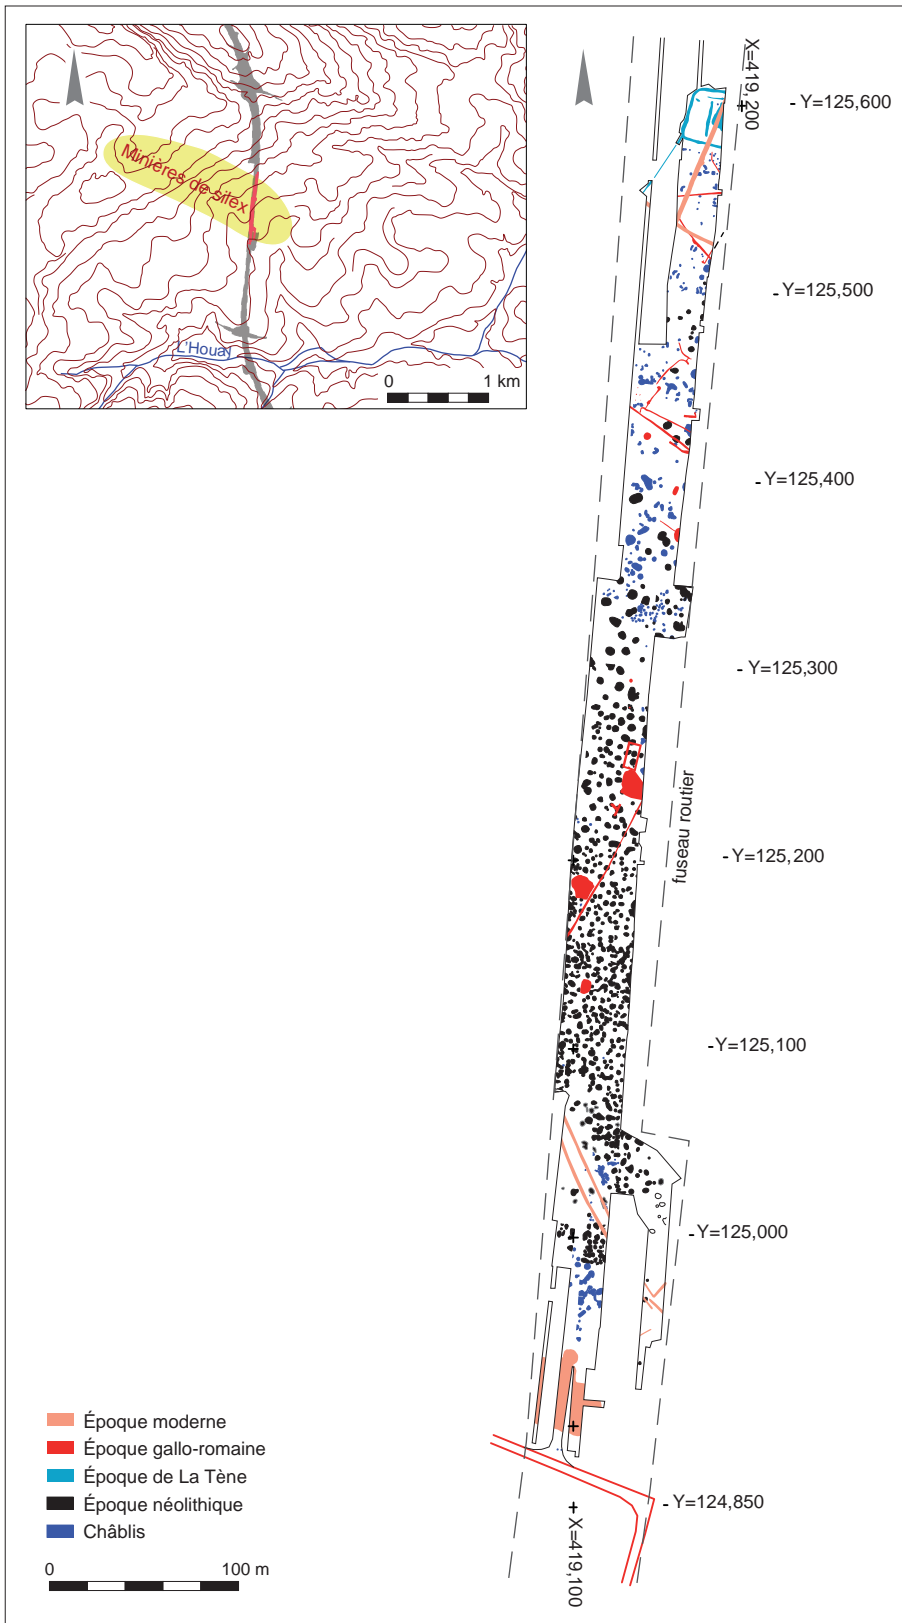 Minières de silex
L'Houay
0 1 km
X=419,200
Y=125,600
Y=125,500
Y=125,400
Y=125,300
fuseau routier
Y=125,200
Y=125,100
Y=125,000
Y=124,850
X=419,100
Époque moderne
Époque gallo-romaine
Époque de La Tène
Époque néolithique
Châblis
0 100 m